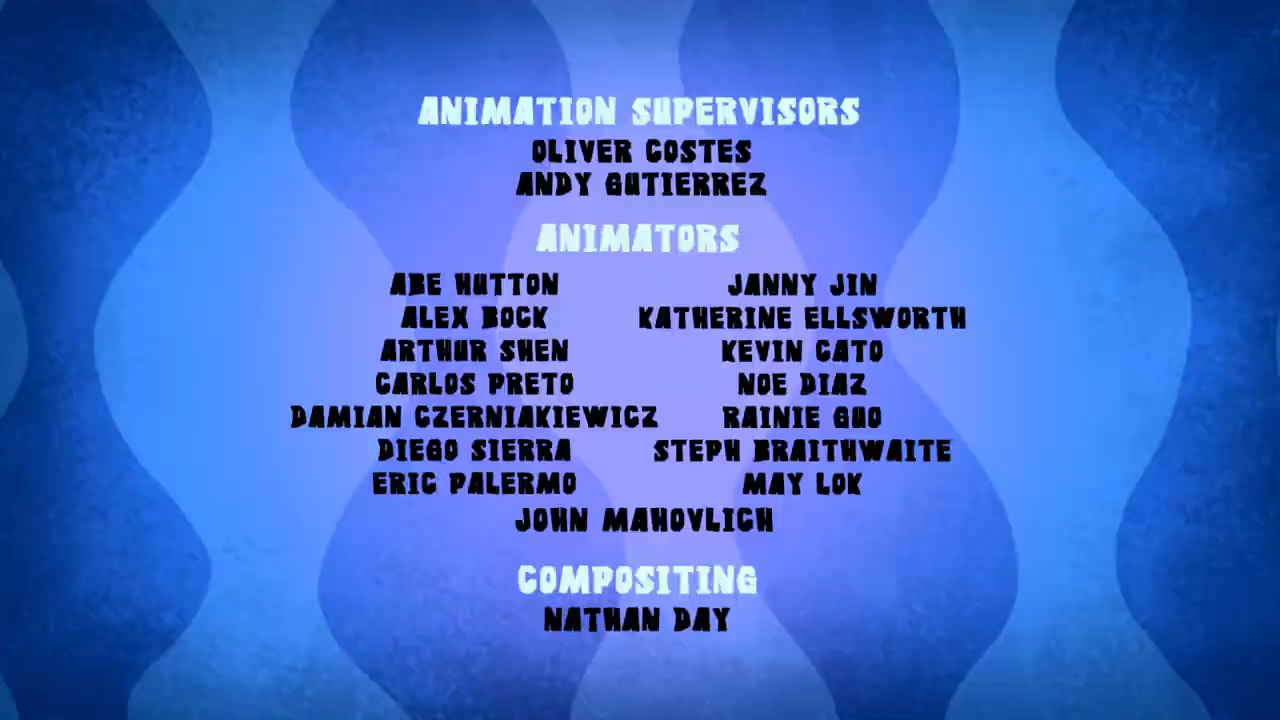 ANIMATION SUPERVISORS
OLIVER COSTES
ANDY GUTIERREZ
ANIMATORS
ABE HUTTON JANNY JIN
ALEX BOCK KATHERINE ELLSWORTH
ARTHUR SHEN KEVIN CATO
CARLOS PRETO NOE DIAZ
DAMIAN CZERNIAKIEWICZ RAINIE GUO
DIEGO SIERRA STEPH BRAITHWAITE
ERIC PALERMO MAY LOK
JOHN MAHOVLICH
COMPOSITING
NATHAN DAY